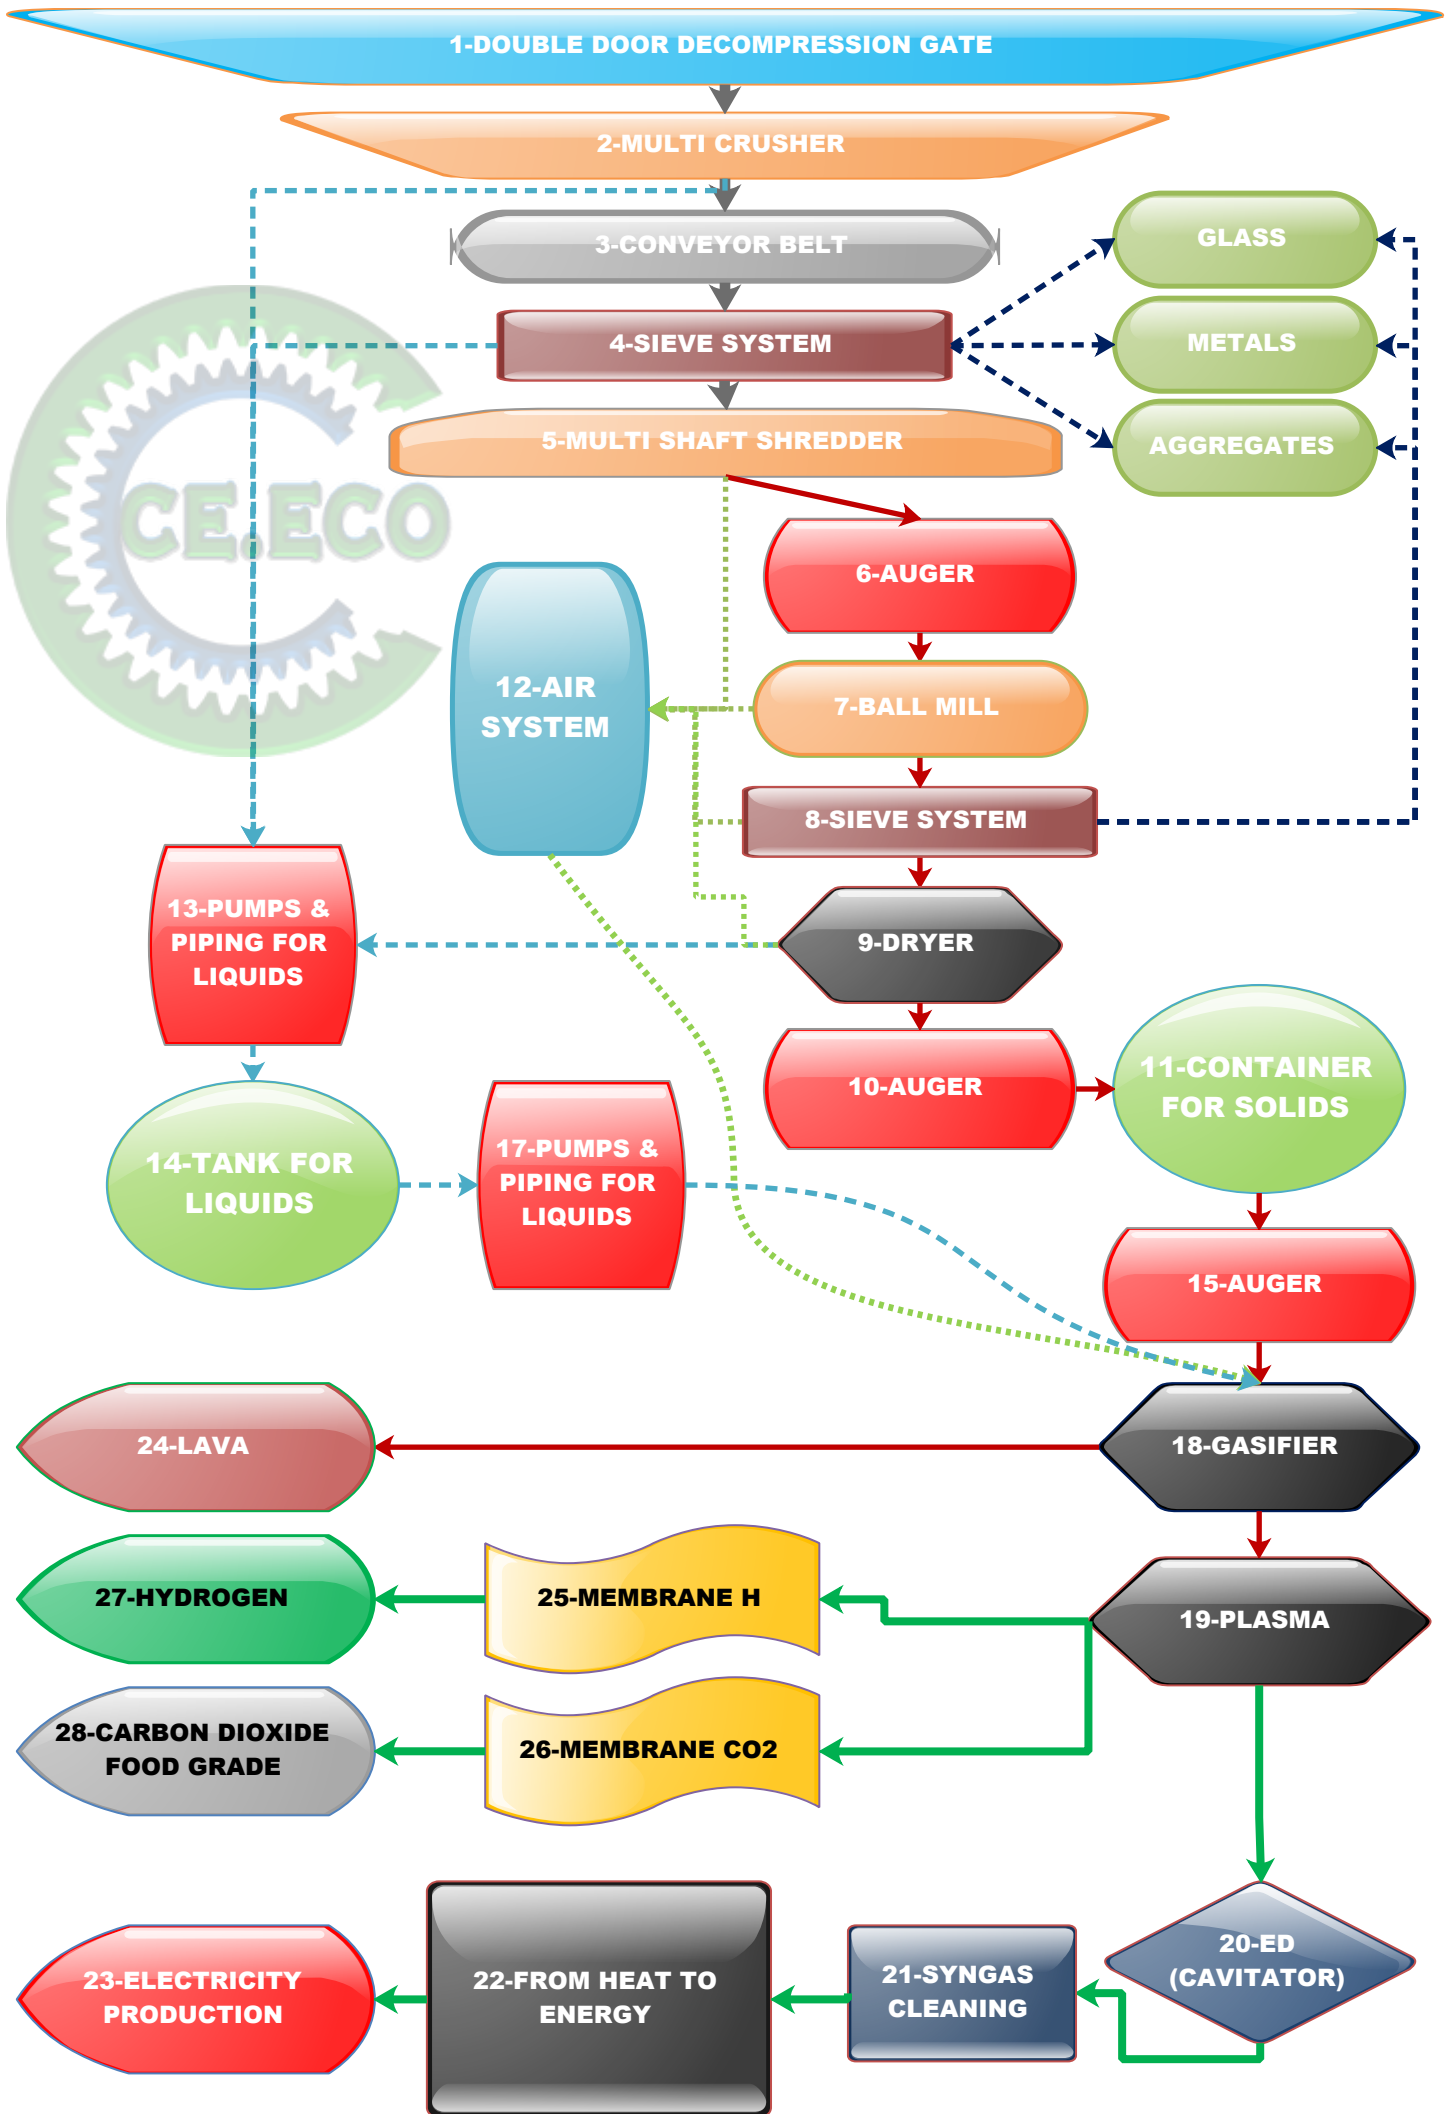 1-DOUBLE DOOR DECOMPRESSION GATE
2-MULTI CRUSHER
3-CONVEYOR BELT
GLASS
4-SIEVE SYSTEM
METALS
5-MULTI SHAFT SHREDDER
AGGREGATES
CE.ECO
6-AUGER
12-AIR
SYSTEM
7-BALL MILL
8-SIEVE SYSTEM
13-PUMPS &
PIPING FOR
LIQUIDS
9-DRYER
10-AUGER
11-CONTAINER
FOR SOLIDS
14-TANK FOR
LIQUIDS
17-PUMPS &
PIPING FOR
LIQUIDS
15-AUGER
24-LAVA
18-GASIFIER
27-HYDROGEN
25-MEMBRANE H
19-PLASMA
28-CARBON DIOXIDE
FOOD GRADE
26-MEMBRANE CO2
20-ED
(CAVITATOR)
23-ELECTRICITY
PRODUCTION
22-FROM HEAT TO
ENERGY
21-SYNGAS
CLEANING